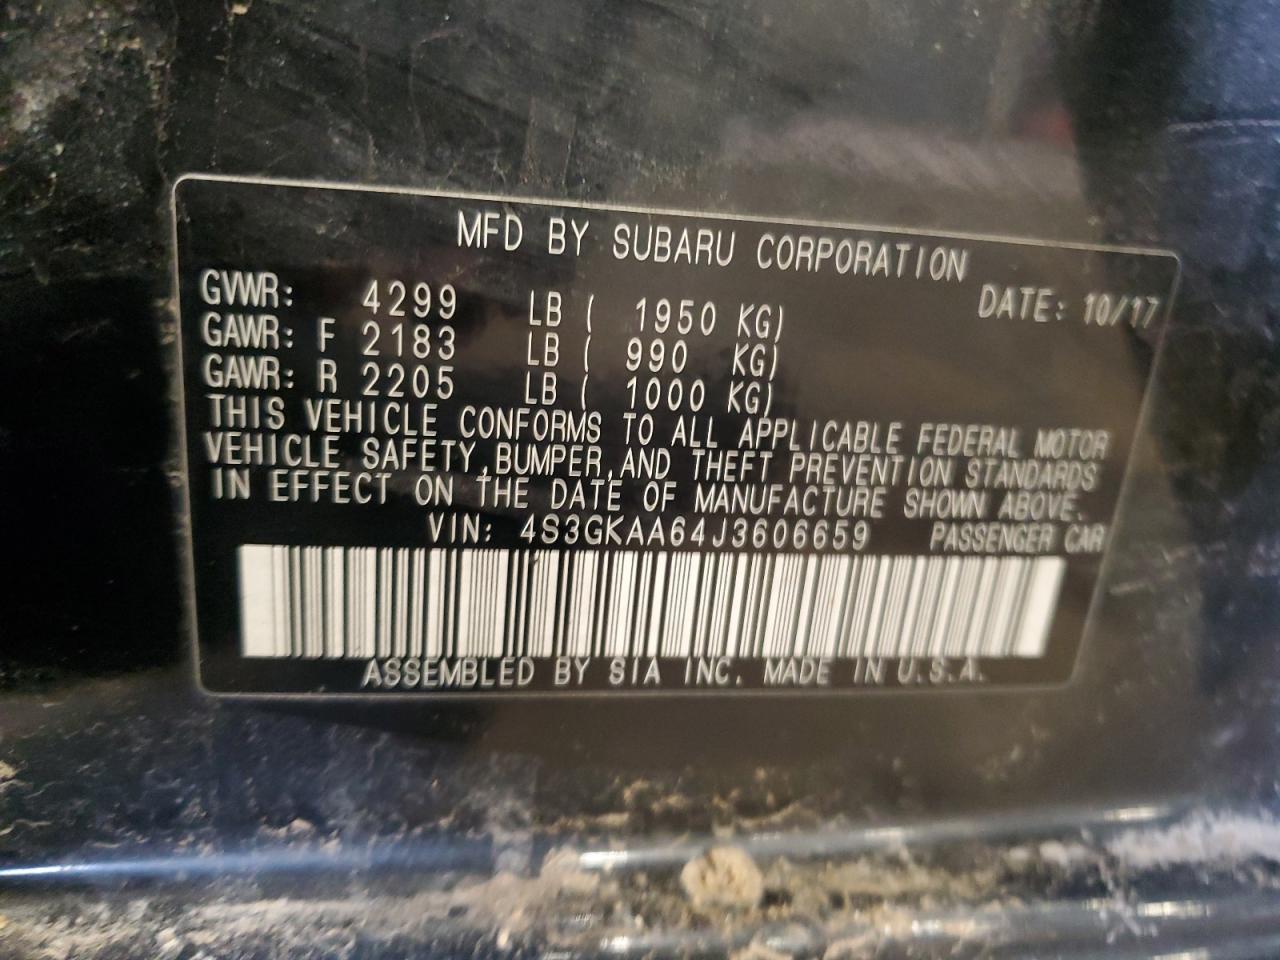 MFD BY SUBARU CORPORATION
DATE: 10/17
GVWR: 4299 LB ( 1950 KG)
GAWR: F 2183 LB ( 990 KG)
GAWR: R 2205 LB ( 1000 KG)
THIS VEHICLE CONFORMS TO ALL APPLICABLE FEDERAL MOTOR
VEHICLE SAFETY,BUMPER,AND THEFT PREVENTION STANDARDS
IN EFFECT ON THE DATE OF MANUFACTURE SHOWN ABOVE.
VIN: 4S3GKAA64J3606659 PASSENGER CAR
ASSEMBLED BY SIA INC. MADE IN U.S.A.